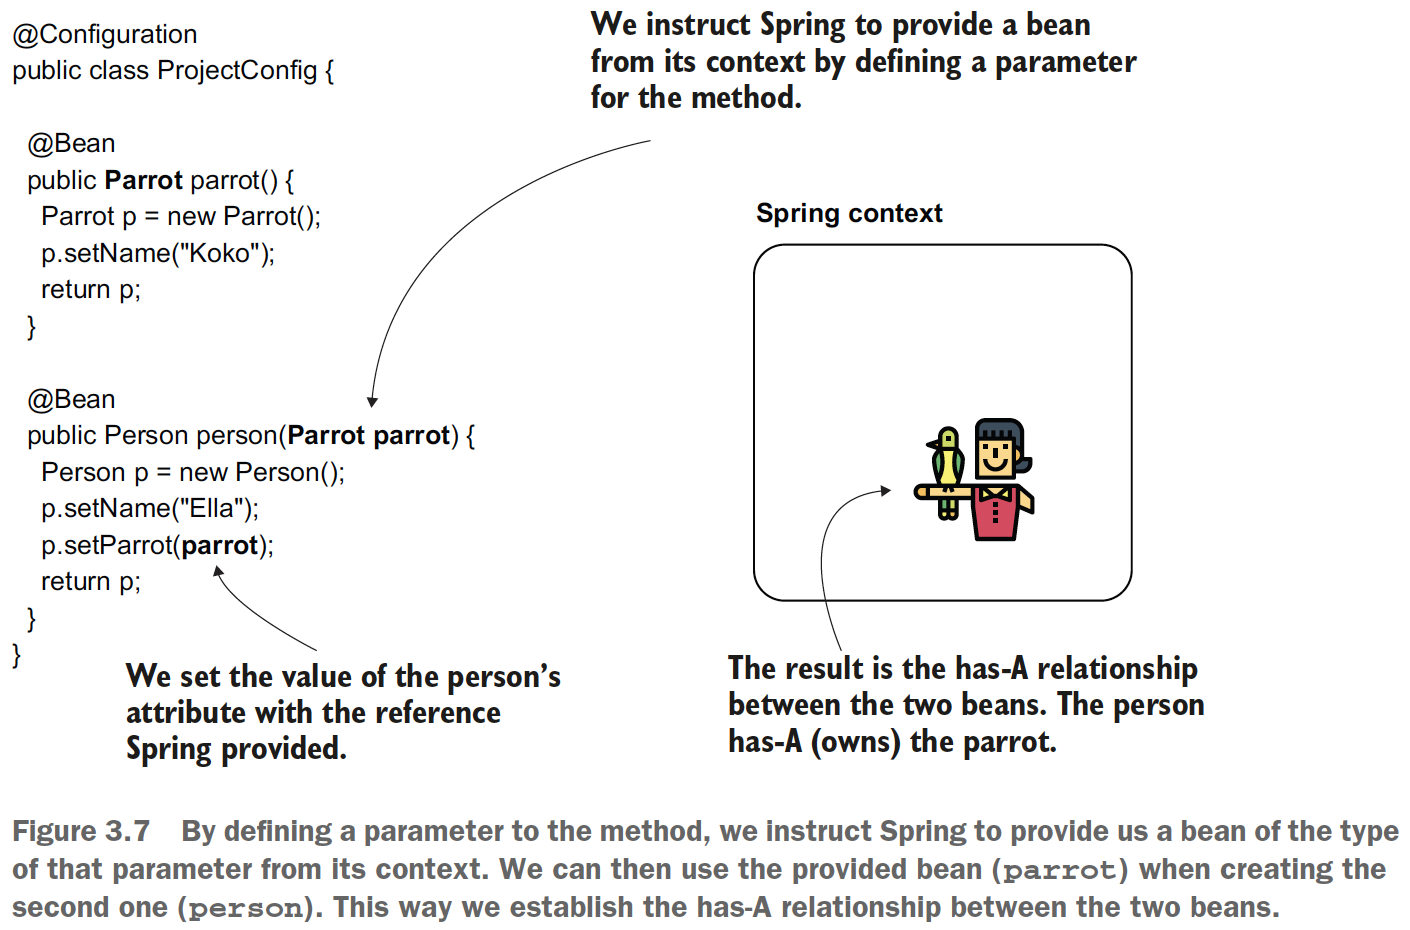 @Configuration
public class ProjectConfig {
@Bean
public Parrot parrot() {
Parrot p = new Parrot();
p.setName("Koko");
return p;
}
@Bean
public Person person(Parrot parrot) {
Person p = new Person();
p.setName("Ella");
p.setParrot(parrot);
return p;
}
}
We instruct Spring to provide a bean
from its context by defining a parameter
for the method.
Spring context
We set the value of the person’s
attribute with the reference
Spring provided.
The result is the has-A relationship
between the two beans. The person
has-A (owns) the parrot.
Figure 3.7 By defining a parameter to the method, we instruct Spring to provide us a bean of the type
of that parameter from its context. We can then use the provided bean (parrot) when creating the
second one (person). This way we establish the has-A relationship between the two beans.